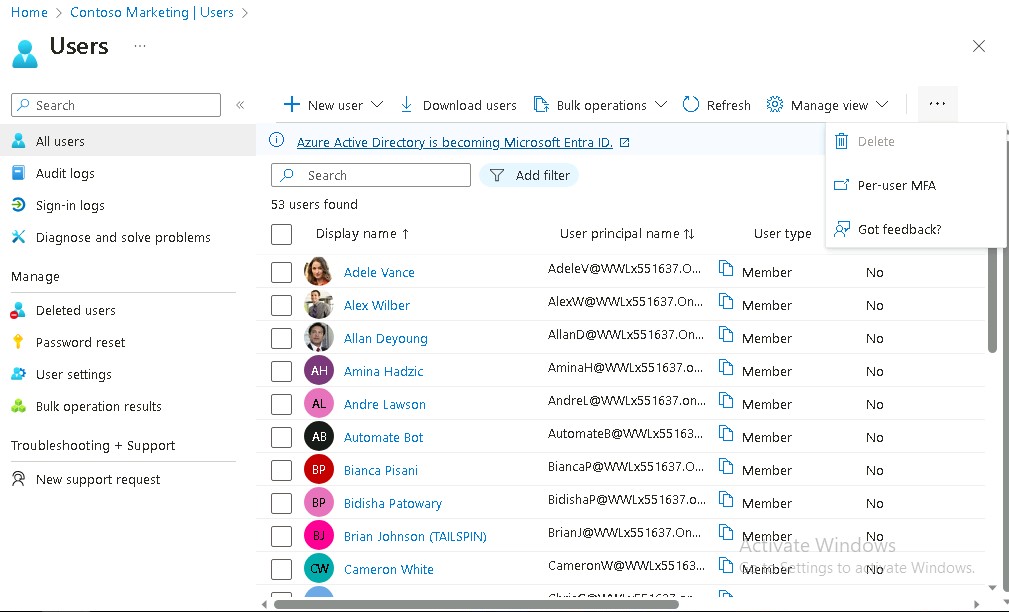 Home > Contoso Marketing | Users >
Users ...
Search «
New user Download users Bulk operations Refresh Manage view ...
All users
Audit logs
Sign-in logs
Diagnose and solve problems
Manage
Deleted users
Password reset
User settings
Bulk operation results
Troubleshooting + Support
New support request
Azure Active Directory is becoming Microsoft Entra ID.
Delete
Per-user MFA
Got feedback?
Search Add filter
53 users found
Display name ↑ User principal name ↑↓ User type
Adele Vance AdeleV@WWLx551637.O... Member No
Alex Wilber AlexW@WWLx551637.On... Member No
Allan Deyoung AllanD@WWLx551637.On... Member No
AH Amina Hadzic AminaH@WWLx551637.o... Member No
AL Andre Lawson AndreL@WWLx551637.on... Member No
AB Automate Bot AutomateB@WWLx55163... Member No
BP Bianca Pisani BiancaP@WWLx551637.O... Member No
BP Bidisha Patowary BidishaP@WWLx551637.o... Member No
BJ Brian Johnson (TAILSPIN) BrianJ@WWLx551637.On... Member No
CW Cameron White CameronW@WWLx55163... Member No
Activate Windows
Go to Settings to activate Windows.